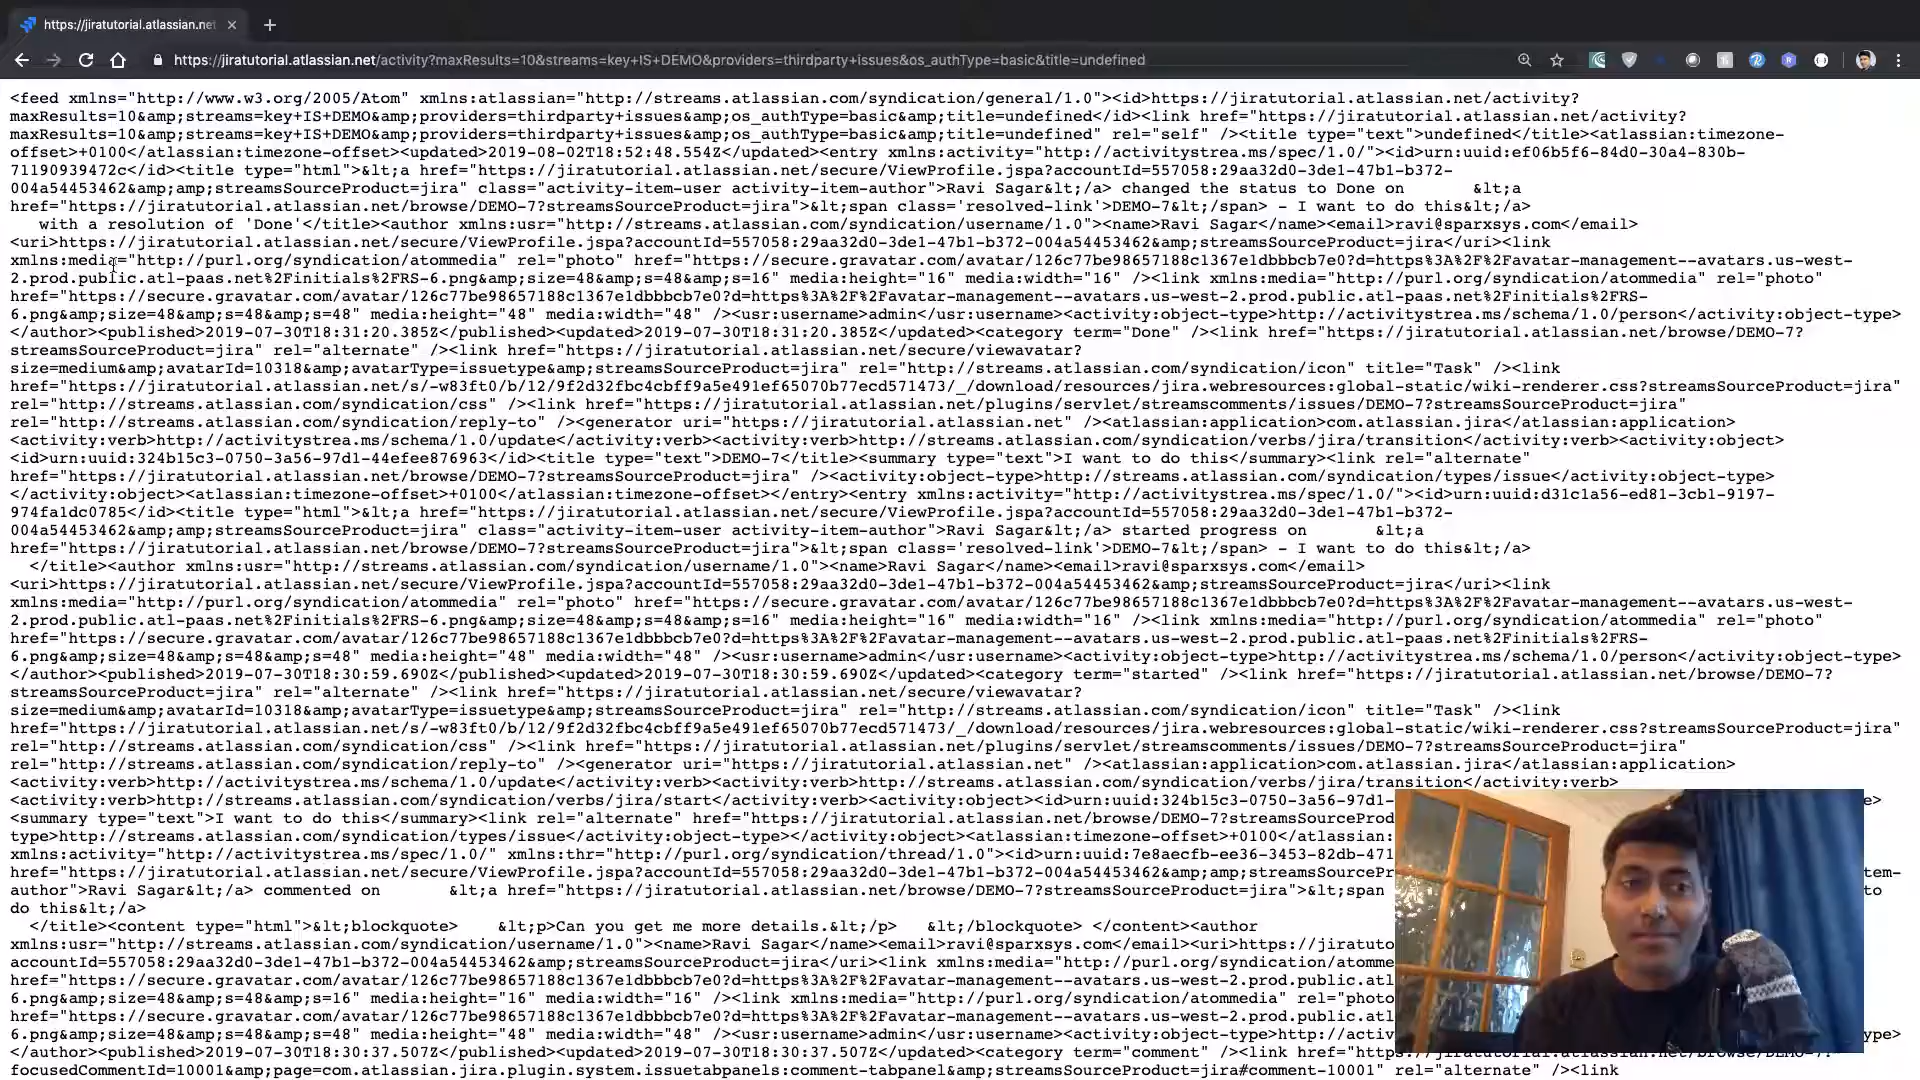 https://jiratutorial.atlassian.net
https://jiratutorial.atlassian.net/activity?maxResults=10&streams=key+IS+DEMO&providers=thirdparty+issues&os_authType=basic&title=undefined
<feed xmlns="http://www.w3.org/2005/Atom" xmlns:atlassian="http://streams.atlassian.com/syndication/general/1.0"><id>https://jiratutorial.atlassian.net/activity?
maxResults=10&amp;streams=key+IS+DEMO&amp;providers=thirdparty+issues&amp;os_authType=basic&amp;title=undefined</id><link href="https://jiratutorial.atlassian.net/activity?
maxResults=10&amp;streams=key+IS+DEMO&amp;providers=thirdparty+issues&amp;os_authType=basic&amp;title=undefined" rel="self" /><title type="text">undefined</title><atlassian:timezone-
offset>+0100</atlassian:timezone-offset><updated>2019-08-02T18:52:48.554Z</updated><entry xmlns:activity="http://activitystrea.ms/spec/1.0/"><id>urn:uuid:ef06b5f6-84d0-30a4-830b-
71190939472c</id><title type="html">&lt;a href="https://jiratutorial.atlassian.net/secure/ViewProfile.jspa?accountId=557058:29aa32d0-3de1-47b1-b372-
004a54453462&amp;amp;streamsSourceProduct=jira" class="activity-item-user activity-item-author">Ravi Sagar&lt;/a> changed the status to Done on &lt;a
href="https://jiratutorial.atlassian.net/browse/DEMO-7?streamsSourceProduct=jira">&lt;span class='resolved-link'>DEMO-7&lt;/span> - I want to do this&lt;/a>
with a resolution of 'Done'</title><author xmlns:usr="http://streams.atlassian.com/syndication/username/1.0"><name>Ravi Sagar</name><email>ravi@sparxsys.com</email>
<uri>https://jiratutorial.atlassian.net/secure/ViewProfile.jspa?accountId=557058:29aa32d0-3de1-47b1-b372-004a54453462&amp;streamsSourceProduct=jira</uri><link
xmlns:media="http://purl.org/syndication/atommedia" rel="photo" href="https://secure.gravatar.com/avatar/126c77be98657188c1367e1dbbbcb7e0?d=https%3A%2F%2Favatar-management--avatars.us-west-
2.prod.public.atl-paas.net%2Finitials%2FRS-6.png&amp;size=48&amp;s=48&amp;s=16" media:height="16" media:width="16" /><link xmlns:media="http://purl.org/syndication/atommedia" rel="photo"
href="https://secure.gravatar.com/avatar/126c77be98657188c1367e1dbbbcb7e0?d=https%3A%2F%2Favatar-management--avatars.us-west-2.prod.public.atl-paas.net%2Finitials%2FRS-
6.png&amp;size=48&amp;s=48&amp;s=48" media:height="48" media:width="48" /><usr:username>admin</usr:username><activity:object-type>http://activitystrea.ms/schema/1.0/person</activity:object-type>
</author><published>2019-07-30T18:31:20.385Z</published><updated>2019-07-30T18:31:20.385Z</updated><category term="Done" /><link href="https://jiratutorial.atlassian.net/browse/DEMO-7?
streamsSourceProduct=jira" rel="alternate" /><link href="https://jiratutorial.atlassian.net/secure/viewavatar?
size=medium&amp;avatarId=10318&amp;avatarType=issuetype&amp;streamsSourceProduct=jira" rel="http://streams.atlassian.com/syndication/icon" title="Task" /><link
href="https://jiratutorial.atlassian.net/s/-w83ft0/b/12/9f2d32fbc4cbff9a5e491ef65070b77ecd571473/_/download/resources/jira.webresources:global-static/wiki-renderer.css?streamsSourceProduct=jira"
rel="http://streams.atlassian.com/syndication/css" /><link href="https://jiratutorial.atlassian.net/plugins/servlet/streamscomments/issues/DEMO-7?streamsSourceProduct=jira"
rel="http://streams.atlassian.com/syndication/reply-to" /><generator uri="https://jiratutorial.atlassian.net" /><atlassian:application>com.atlassian.jira</atlassian:application>
<activity:verb>http://activitystrea.ms/schema/1.0/update</activity:verb><activity:verb>http://streams.atlassian.com/syndication/verbs/jira/transition</activity:verb><activity:object>
<id>urn:uuid:324b15c3-0750-3a56-97d1-44efee876963</id><title type="text">DEMO-7</title><summary type="text">I want to do this</summary><link rel="alternate"
href="https://jiratutorial.atlassian.net/browse/DEMO-7?streamsSourceProduct=jira" /><activity:object-type>http://streams.atlassian.com/syndication/types/issue</activity:object-type>
</activity:object><atlassian:timezone-offset>+0100</atlassian:timezone-offset></entry><entry xmlns:activity="http://activitystrea.ms/spec/1.0/"><id>urn:uuid:d31c1a56-ed81-3cb1-9197-
974fa1dc0785</id><title type="html">&lt;a href="https://jiratutorial.atlassian.net/secure/ViewProfile.jspa?accountId=557058:29aa32d0-3de1-47b1-b372-
004a54453462&amp;amp;streamsSourceProduct=jira" class="activity-item-user activity-item-author">Ravi Sagar&lt;/a> started progress on &lt;a
href="https://jiratutorial.atlassian.net/browse/DEMO-7?streamsSourceProduct=jira">&lt;span class='resolved-link'>DEMO-7&lt;/span> - I want to do this&lt;/a>
</title><author xmlns:usr="http://streams.atlassian.com/syndication/username/1.0"><name>Ravi Sagar</name><email>ravi@sparxsys.com</email>
<uri>https://jiratutorial.atlassian.net/secure/ViewProfile.jspa?accountId=557058:29aa32d0-3de1-47b1-b372-004a54453462&amp;streamsSourceProduct=jira</uri><link
xmlns:media="http://purl.org/syndication/atommedia" rel="photo" href="https://secure.gravatar.com/avatar/126c77be98657188c1367e1dbbbcb7e0?d=https%3A%2F%2Favatar-management--avatars.us-west-
2.prod.public.atl-paas.net%2Finitials%2FRS-6.png&amp;size=48&amp;s=48&amp;s=16" media:height="16" media:width="16" /><link xmlns:media="http://purl.org/syndication/atommedia" rel="photo"
href="https://secure.gravatar.com/avatar/126c77be98657188c1367e1dbbbcb7e0?d=https%3A%2F%2Favatar-management--avatars.us-west-2.prod.public.atl-paas.net%2Finitials%2FRS-
6.png&amp;size=48&amp;s=48&amp;s=48" media:height="48" media:width="48" /><usr:username>admin</usr:username><activity:object-type>http://activitystrea.ms/schema/1.0/person</activity:object-type>
</author><published>2019-07-30T18:30:59.690Z</published><updated>2019-07-30T18:30:59.690Z</updated><category term="started" /><link href="https://jiratutorial.atlassian.net/browse/DEMO-7?
streamsSourceProduct=jira" rel="alternate" /><link href="https://jiratutorial.atlassian.net/secure/viewavatar?
size=medium&amp;avatarId=10318&amp;avatarType=issuetype&amp;streamsSourceProduct=jira" rel="http://streams.atlassian.com/syndication/icon" title="Task" /><link
href="https://jiratutorial.atlassian.net/s/-w83ft0/b/12/9f2d32fbc4cbff9a5e491ef65070b77ecd571473/_/download/resources/jira.webresources:global-static/wiki-renderer.css?streamsSourceProduct=jira"
rel="http://streams.atlassian.com/syndication/css" /><link href="https://jiratutorial.atlassian.net/plugins/servlet/streamscomments/issues/DEMO-7?streamsSourceProduct=jira"
rel="http://streams.atlassian.com/syndication/reply-to" /><generator uri="https://jiratutorial.atlassian.net" /><atlassian:application>com.atlassian.jira</atlassian:application>
<activity:verb>http://activitystrea.ms/schema/1.0/update</activity:verb><activity:verb>http://streams.atlassian.com/syndication/verbs/jira/transition</activity:verb>
<activity:verb>http://streams.atlassian.com/syndication/verbs/jira/start</activity:verb><activity:object><id>urn:uuid:324b15c3-0750-3a56-97d1- e>
<summary type="text">I want to do this</summary><link rel="alternate" href="https://jiratutorial.atlassian.net/browse/DEMO-7?streamsSourceProd
type>http://streams.atlassian.com/syndication/types/issue</activity:object-type></activity:object><atlassian:timezone-offset>+0100</atlassian:
xmlns:activity="http://activitystrea.ms/spec/1.0/" xmlns:thr="http://purl.org/syndication/thread/1.0"><id>urn:uuid:7e8aecfb-ee36-3453-82db-471
href="https://jiratutorial.atlassian.net/secure/ViewProfile.jspa?accountId=557058:29aa32d0-3de1-47b1-b372-004a54453462&amp;amp;streamsSourcePr tem-
author">Ravi Sagar&lt;/a> commented on &lt;a href="https://jiratutorial.atlassian.net/browse/DEMO-7?streamsSourceProduct=jira">&lt;span to
do this&lt;/a>
</title><content type="html">&lt;blockquote> &lt;p>Can you get me more details.&lt;/p> &lt;/blockquote> </content><author
xmlns:usr="http://streams.atlassian.com/syndication/username/1.0"><name>Ravi Sagar</name><email>ravi@sparxsys.com</email><uri>https://jiratuto
accountId=557058:29aa32d0-3de1-47b1-b372-004a54453462&amp;streamsSourceProduct=jira</uri><link xmlns:media="http://purl.org/syndication/atomme
href="https://secure.gravatar.com/avatar/126c77be98657188c1367e1dbbbcb7e0?d=https%3A%2F%2Favatar-management--avatars.us-west-2.prod.public.atl
6.png&amp;size=48&amp;s=48&amp;s=16" media:height="16" media:width="16" /><link xmlns:media="http://purl.org/syndication/atommedia" rel="photo
href="https://secure.gravatar.com/avatar/126c77be98657188c1367e1dbbbcb7e0?d=https%3A%2F%2Favatar-management--avatars.us-west-2.prod.public.atl
6.png&amp;size=48&amp;s=48&amp;s=48" media:height="48" media:width="48" /><usr:username>admin</usr:username><activity:object-type>http://activ ype>
</author><published>2019-07-30T18:30:37.507Z</published><updated>2019-07-30T18:30:37.507Z</updated><category term="comment" /><link href="https://jiratutorial.atlassian.net/browse/DEMO-7?
focusedCommentId=10001&amp;page=com.atlassian.jira.plugin.system.issuetabpanels:comment-tabpanel&amp;streamsSourceProduct=jira#comment-10001" rel="alternate" /><link